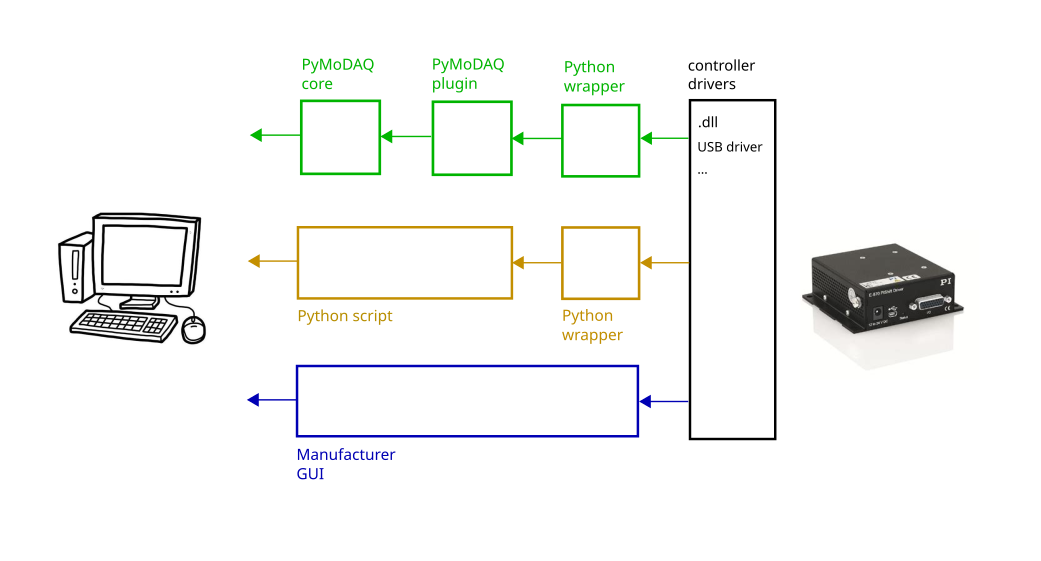 PyMoDAQ
core
PyMoDAQ
plugin
Python
wrapper
controller
drivers
.dll
USB driver
...
Python script
Python
wrapper
Manufacturer
GUI
PI